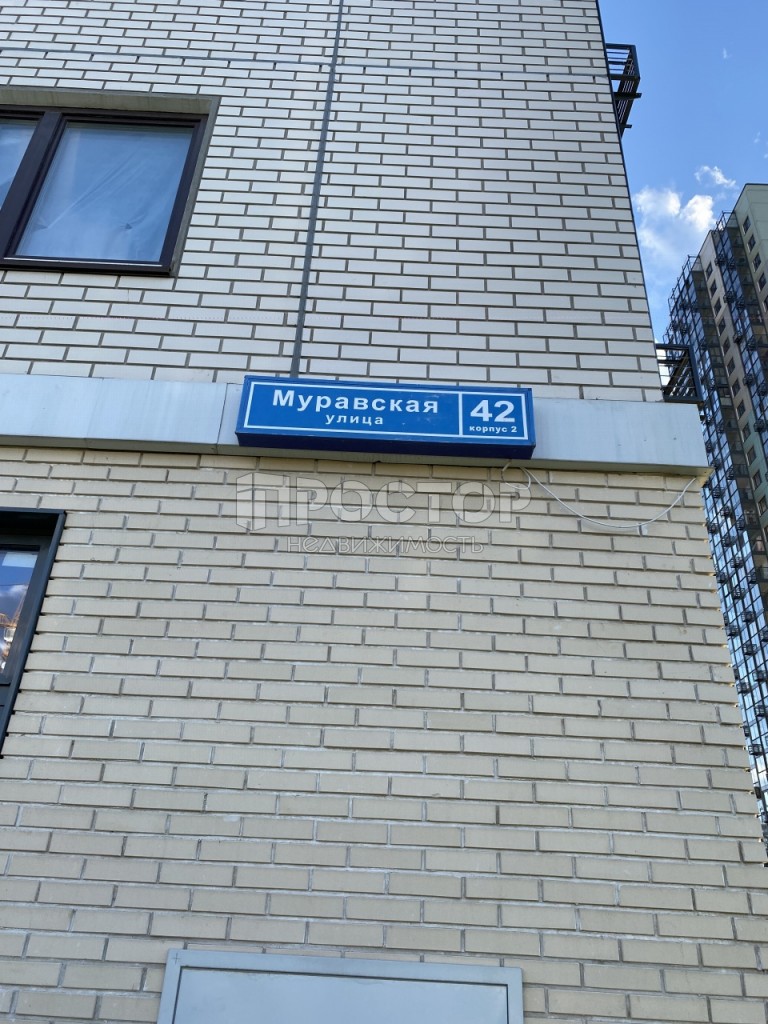 Муравская
улица
42
корпус 2
ПРОСТОР
недвижимость